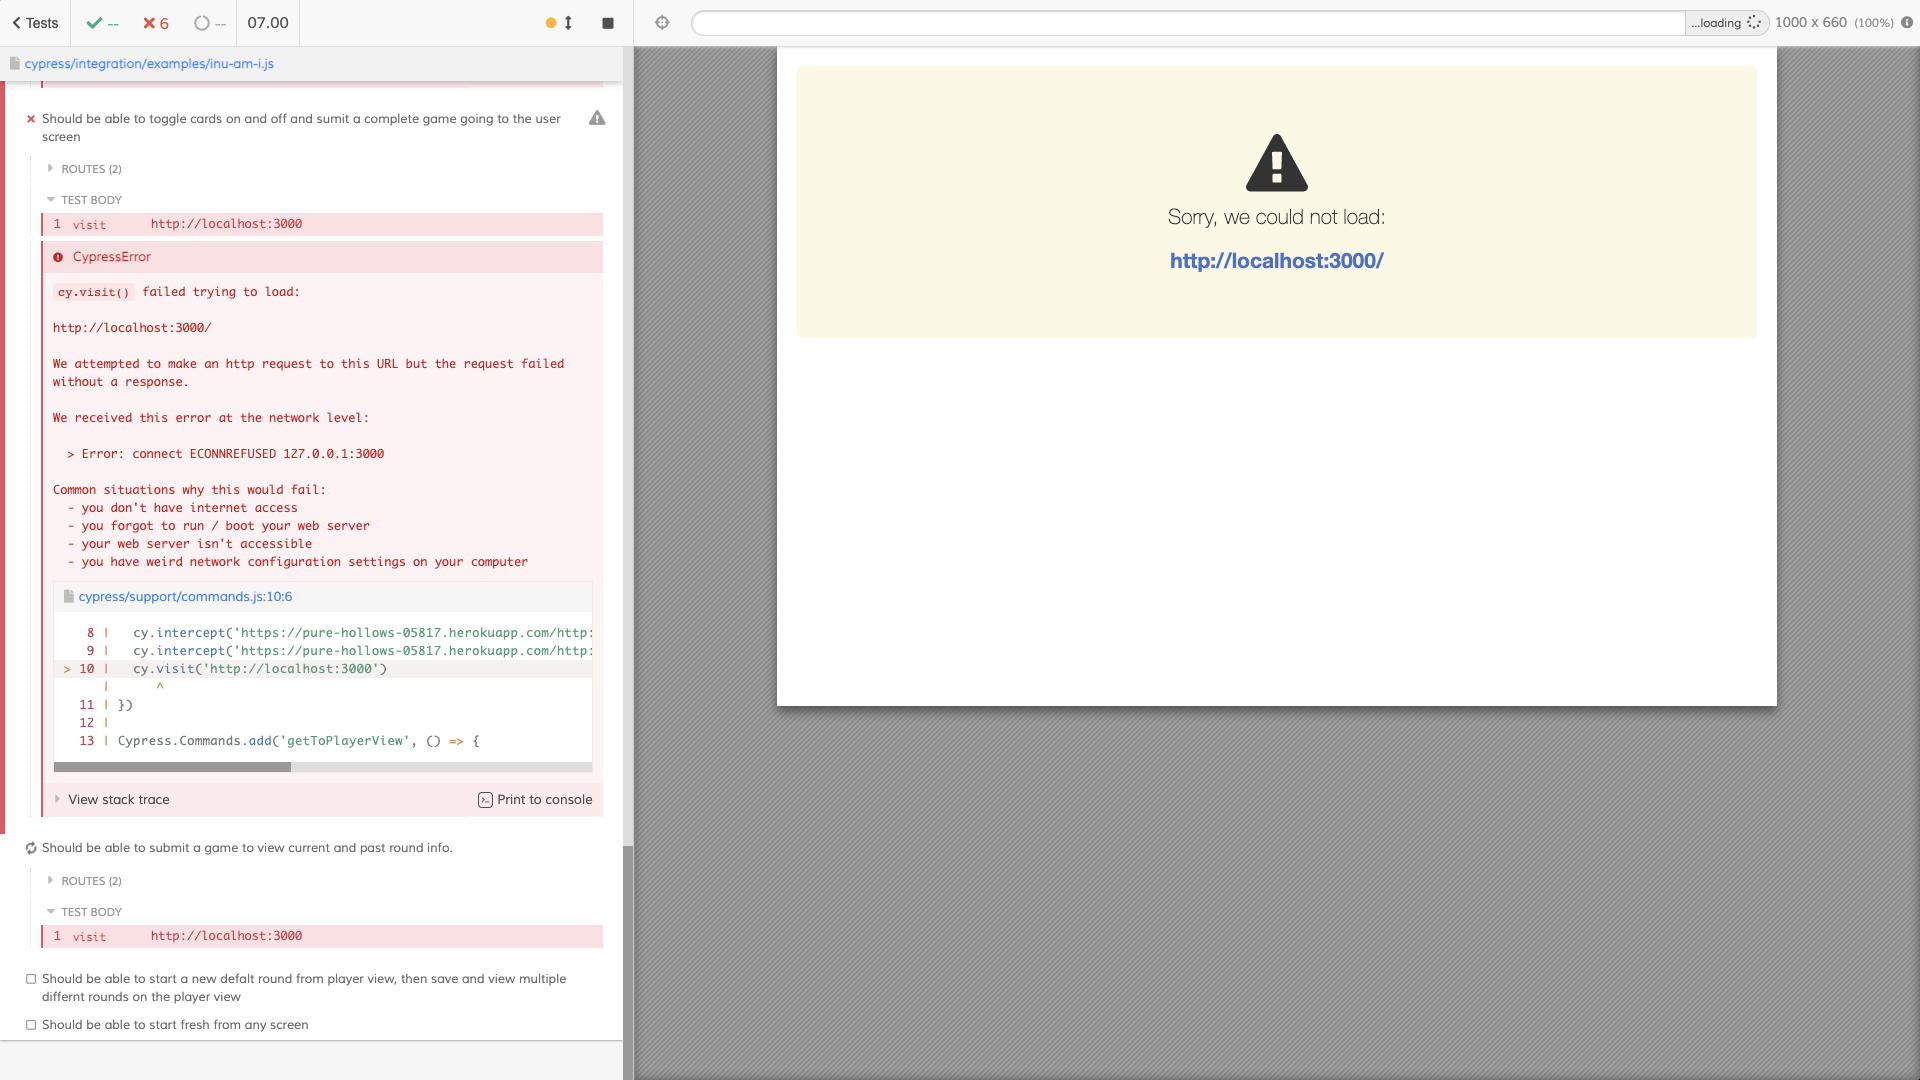 Tests
--
6
--
07.00
...loading
1000 x 660 (100%)
cypress/integration/examples/inu-am-i.js
Should be able to toggle cards on and off and sumit a complete game going to the user
screen
ROUTES (2)
TEST BODY
1 visit http://localhost:3000
CypressError
cy.visit() failed trying to load:
http://localhost:3000/
We attempted to make an http request to this URL but the request failed
without a response.
We received this error at the network level:
> Error: connect ECONNREFUSED 127.0.0.1:3000
Common situations why this would fail:
- you don't have internet access
- you forgot to run / boot your web server
- your web server isn't accessible
- you have weird network configuration settings on your computer
cypress/support/commands.js:10:6
8 | cy.intercept('https://pure-hollows-05817.herokuapp.com/http:
9 | cy.intercept('https://pure-hollows-05817.herokuapp.com/http:
> 10 | cy.visit('http://localhost:3000')
| ^
11 | })
12 |
13 | Cypress.Commands.add('getToPlayerView', () => {
View stack trace
Print to console
Should be able to submit a game to view current and past round info.
ROUTES (2)
TEST BODY
1 visit http://localhost:3000
Should be able to start a new defalt round from player view, then save and view multiple
differnt rounds on the player view
Should be able to start fresh from any screen
Sorry, we could not load:
http://localhost:3000/